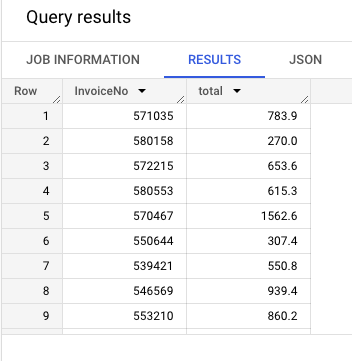 Query results
JOB INFORMATION RESULTS JSON
Row InvoiceNo total
1 571035 783.9
2 580158 270.0
3 572215 653.6
4 580553 615.3
5 570467 1562.6
6 550644 307.4
7 539421 550.8
8 546569 939.4
9 553210 860.2